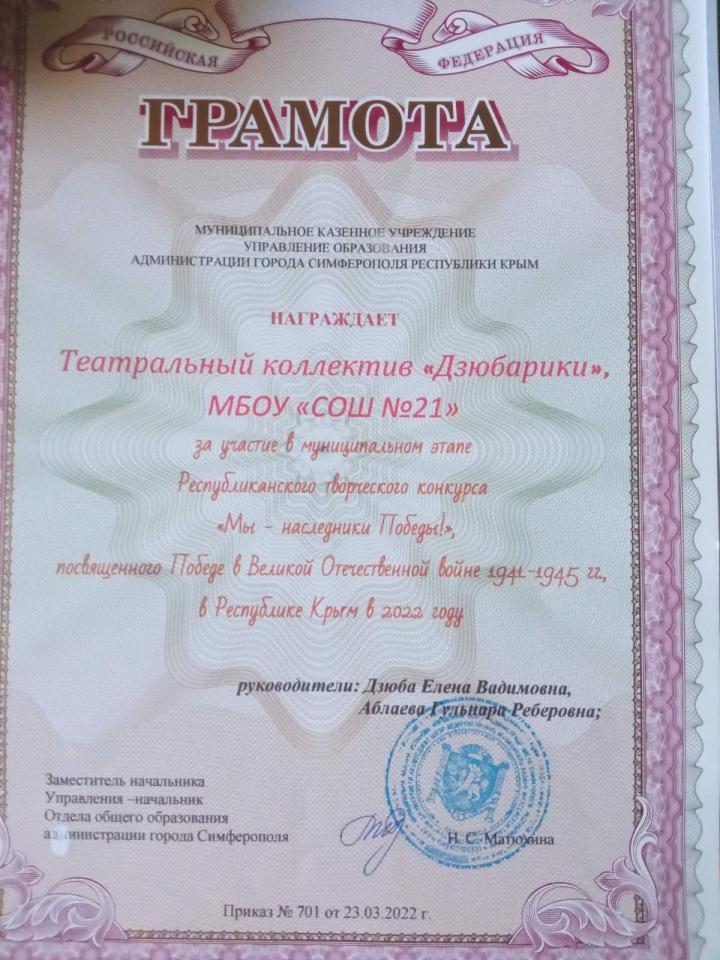 РОССИЙСКАЯ
ФЕДЕРАЦИЯ
ГРАМОТА
МУНИЦИПАЛЬНОЕ КАЗЕННОЕ УЧРЕЖДЕНИЕ
УПРАВЛЕНИЕ ОБРАЗОВАНИЯ
АДМИНИСТРАЦИИ ГОРОДА СИМФЕРОПОЛЯ РЕСПУБЛИКИ КРЫМ
НАГРАЖДАЕТ
Театральный коллектив «Дзюбарики»,
МБОУ «СОШ №21»
за участие в муниципальном этапе
Республиканского творческого конкурса
«Мы - наследники Победы!»,
посвященного Победе в Великой Отечественной войне 1941-1945 гг.,
в Республике Крым в 2022 году
руководители: Дзюба Елена Вадимовна,
Аблаева Гульнара Реберовна;
Заместитель начальника
Управления –начальник
Отдела общего образования
администрации города Симферополя
Н. С. Матюхина
Приказ № 701 от 23.03.2022 г.